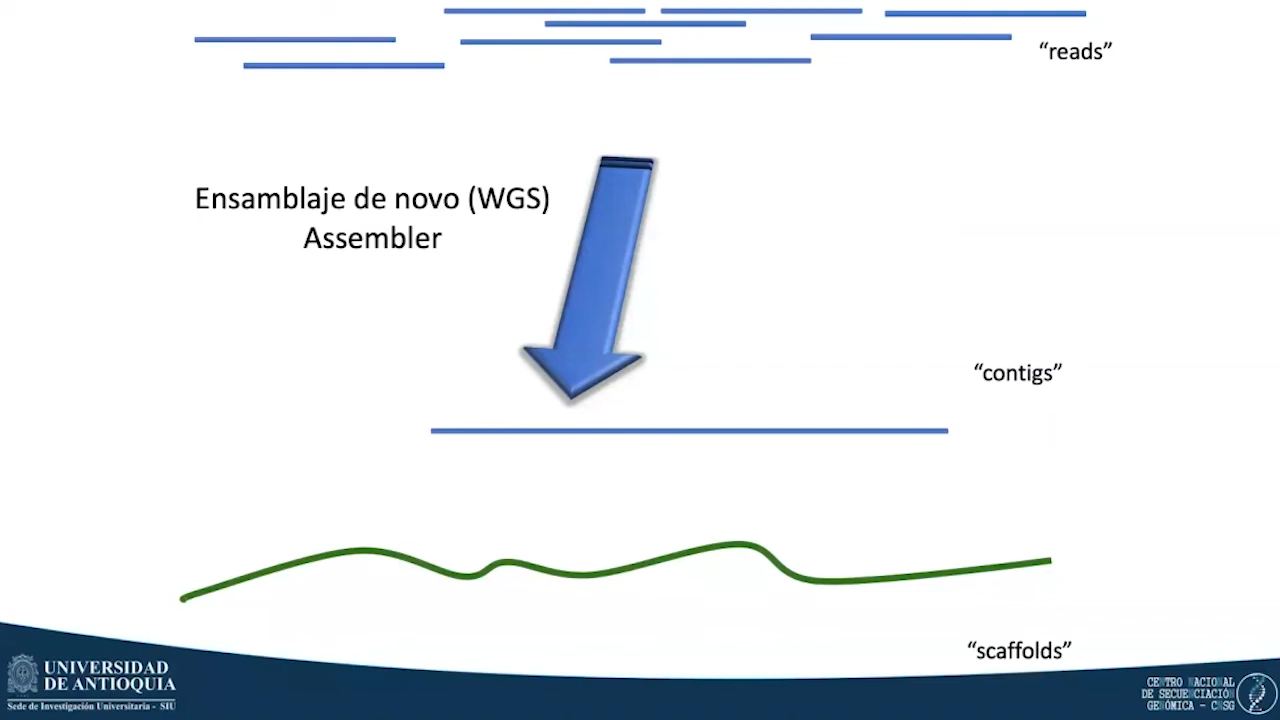 “reads”
Ensamblaje de novo (WGS)
Assembler
“contigs”
“scaffolds”
UNIVERSIDAD
DE ANTIOQUIA
Sede de Investigación Universitaria - SIU
CENTRO NACIONAL
DE SECUENCIACIÓN
GENÓMICA - CNSG